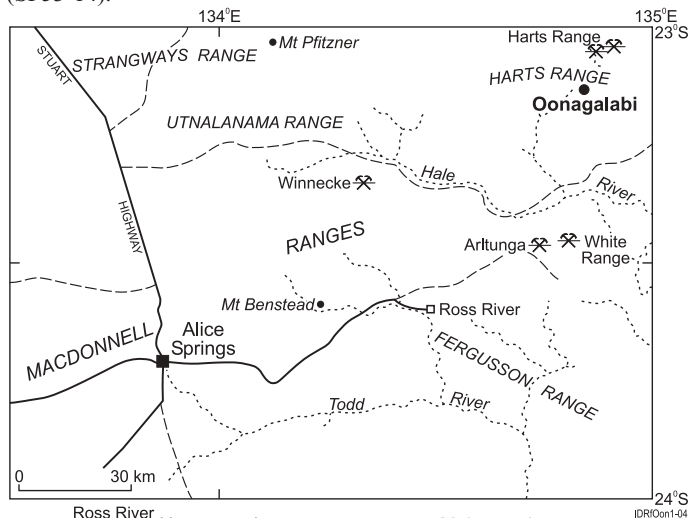 134°E
135°E
23°S
Harts Range
Mt Pfitzner
STUART
STRANGWAYS RANGE
HARTS RANGE
Oonagalabi
UTNALANAMA RANGE
Hale
River
Winnecke
HIGHWAY
RANGES
Arltunga
White
Range
Mt Benstead
Ross River
MACDONNELL
Alice
Springs
FERGUSSON RANGE
Todd
River
0
30 km
24°S
Ross River
IDRfOon1-04